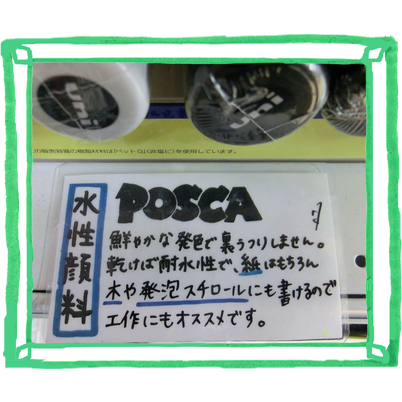 uni
水性顔料
POSCA
鮮やかな発色で裏うつりしません。
乾けば耐水性で、紙はもちろん
木や発泡スチロールにも書けるので
工作にもオススメです。